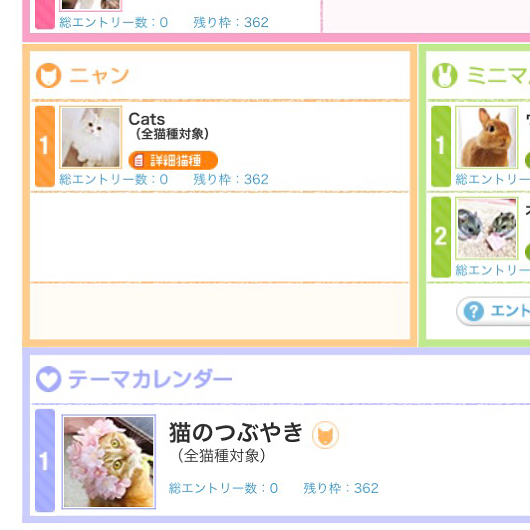 総エントリー数：0　残り枠：362
ニャン
1
Cats
（全猫種対象）
詳細猫種
総エントリー数：0　残り枠：362
ミニマ
1
総エントリー
2
総エントリー
? エント
テーマカレンダー
1
猫のつぶやき
（全猫種対象）
総エントリー数：0　残り枠：362